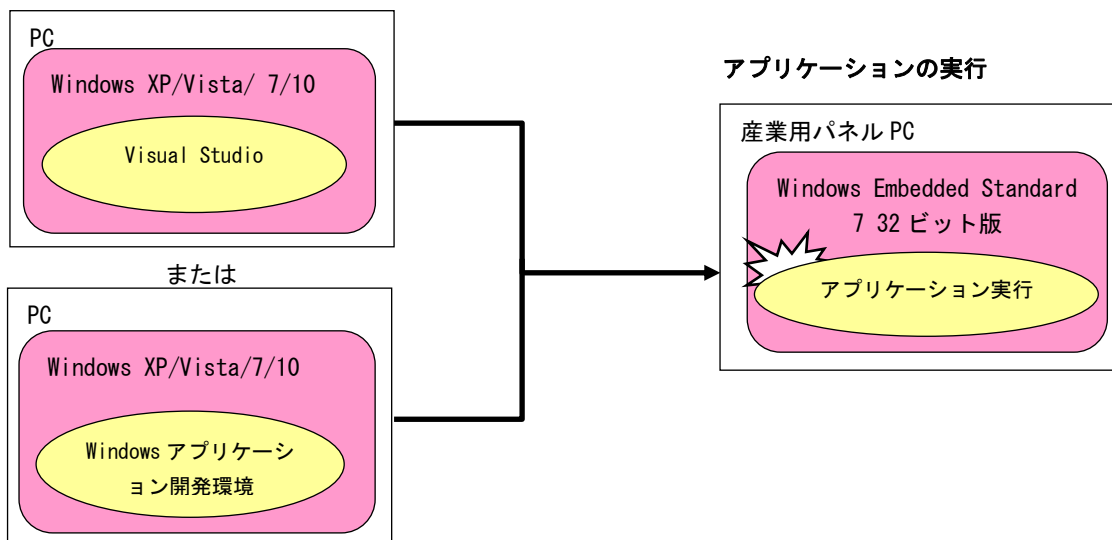 PC
Windows XP/Vista/ 7/10
Visual Studio
または
PC
Windows XP/Vista/7/10
Windows アプリケーシ
ョン開発環境
アプリケーションの実行
産業用パネル PC
Windows Embedded Standard
7 32 ビット版
アプリケーション実行